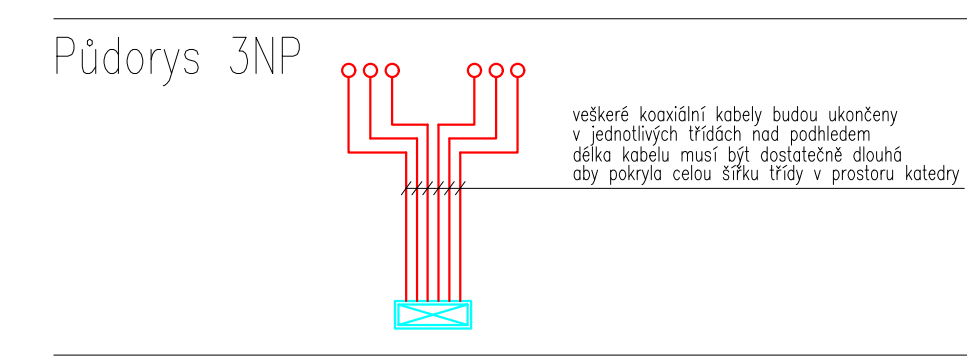 Půdorys 3NP
veškeré koaxiální kabely budou ukončeny
v jednotlivých třídách nad podhledem
délka kabelu musí být dostatečně dlouhá
aby pokryla celou šířku třídy v prostoru katedry